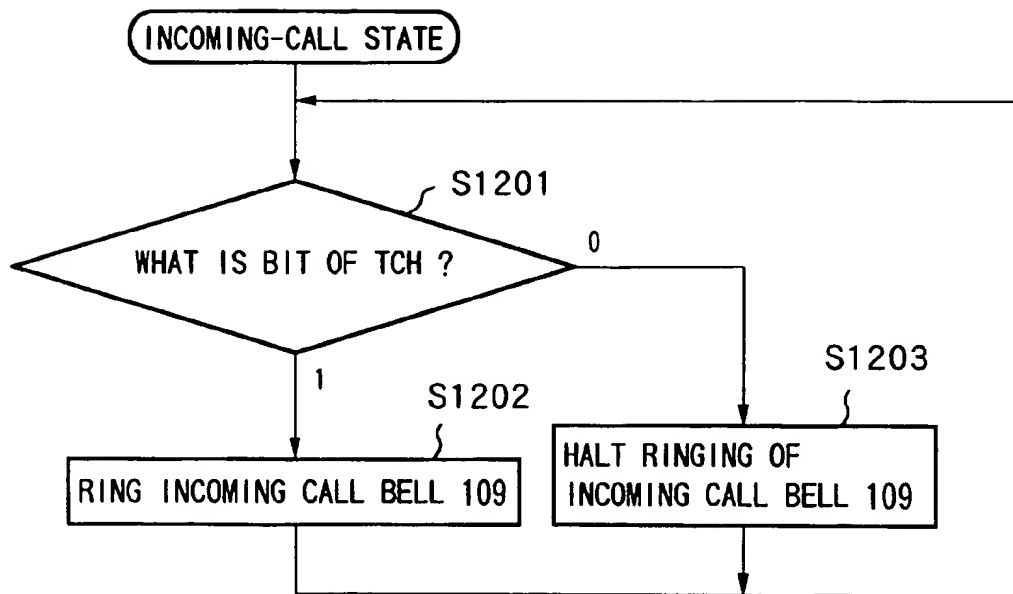 INCOMING-CALL STATE
S1201
WHAT IS BIT OF TCH ?
0
1
S1202
S1203
RING INCOMING CALL BELL 109
HALT RINGING OF
INCOMING CALL BELL 109